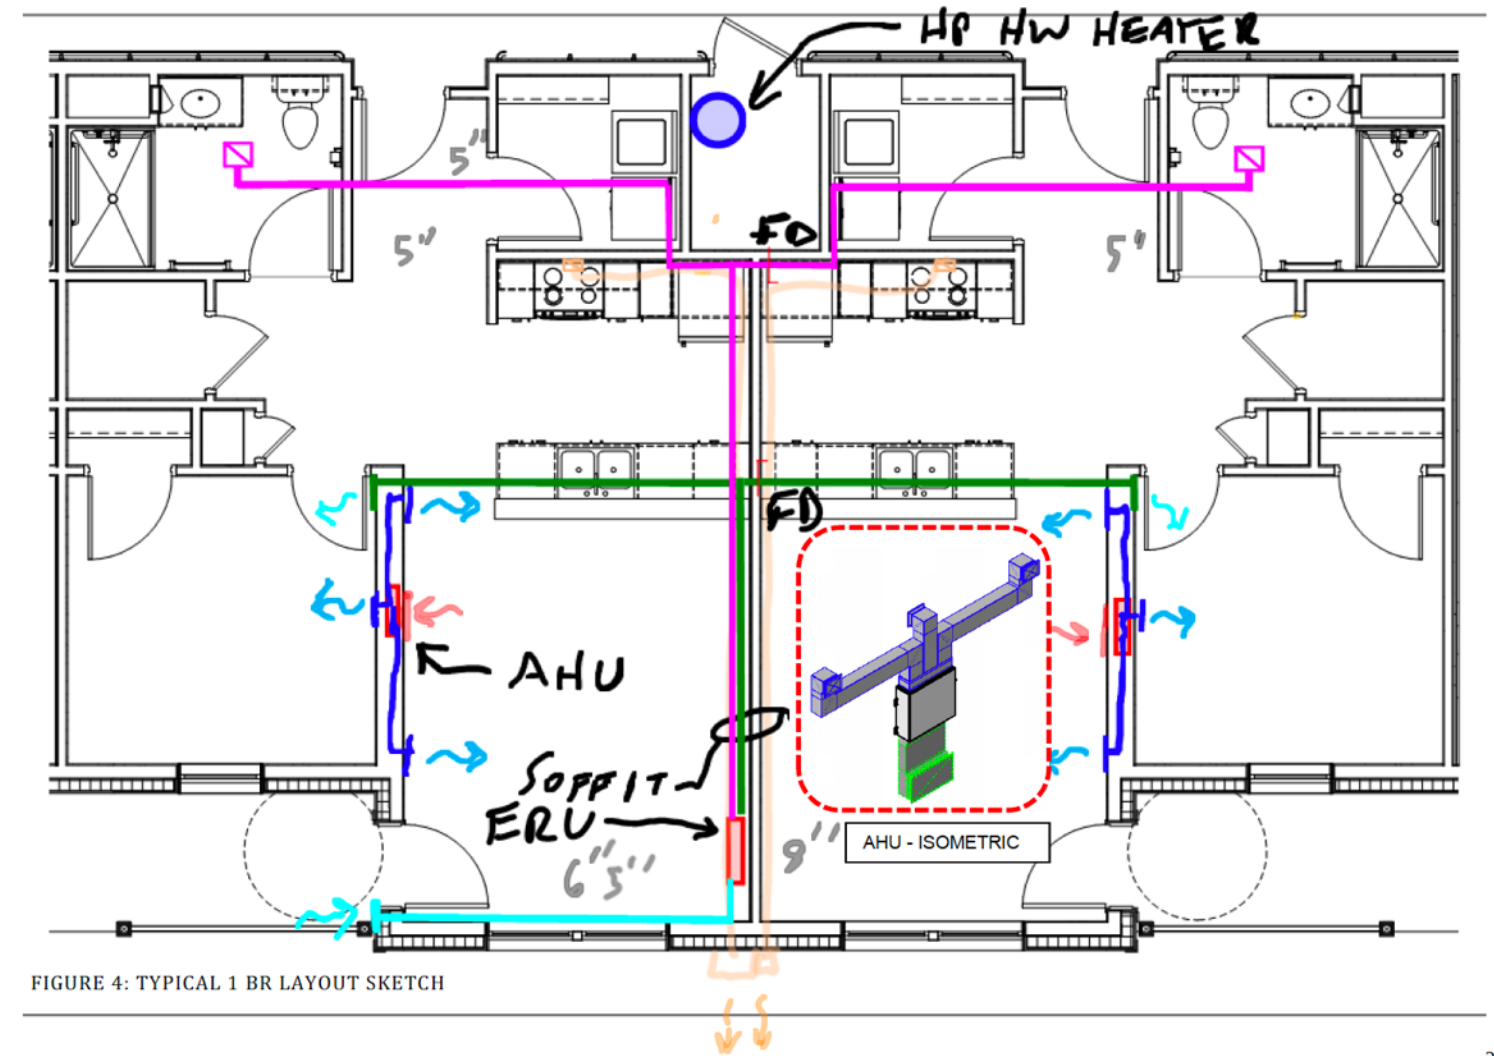 HP HW HEATER
5"
FD
5"
5"
FD
AHU
SOFFIT
ERU
6" 5"
8"
AHU - ISOMETRIC
FIGURE 4: TYPICAL 1 BR LAYOUT SKETCH